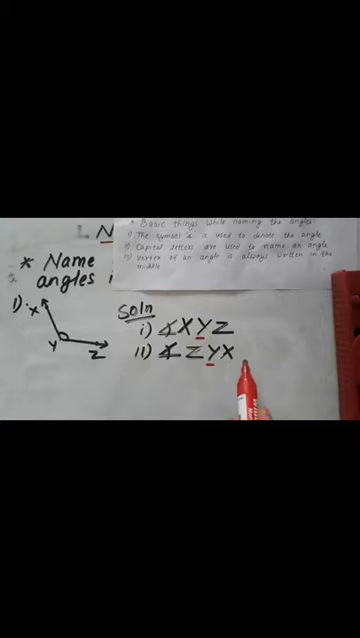 * Basic things while naming the angles.
i) The symbol ∡ is used to denote the angle
ii) Capital letters are used to name an angle
iii) Vertex of an angle is always written in the middle
* Name
angles
1).
X
Y
Z
Soln
i) ∡XYZ
ii) ∡ZYX